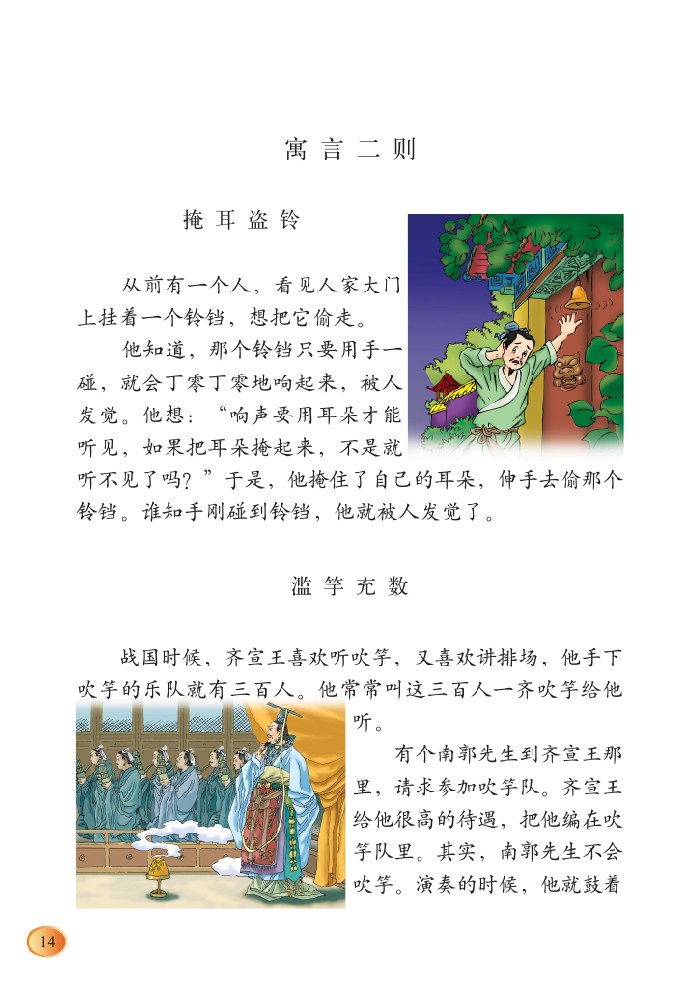 寓言二则
掩耳盗铃
从前有一个人，看见人家大门
上挂着一个铃铛，想把它偷走。
他知道，那个铃铛只要用手一
碰，就会丁零丁零地响起来，被人
发觉。他想：“响声要用耳朵才能
听见，如果把耳朵掩起来，不是就
听不见了吗？”于是，他掩住了自己的耳朵，伸手去偷那个
铃铛。谁知手刚碰到铃铛，他就被人发觉了。
滥竽充数
战国时候，齐宣王喜欢听吹竽，又喜欢讲排场，他手下
吹竽的乐队就有三百人。他常常叫这三百人一齐吹竽给他
听。
有个南郭先生到齐宣王那
里，请求参加吹竽队。齐宣王
给他很高的待遇，把他编在吹
竽队里。其实，南郭先生不会
吹竽。演奏的时候，他就鼓着
14